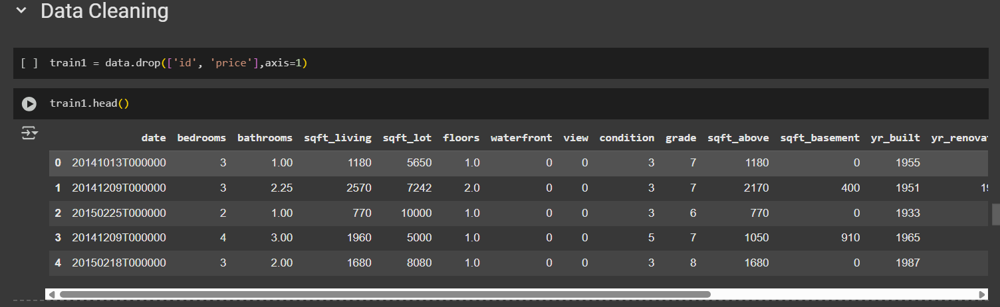 Data Cleaning
[ ] train1 = data.drop(['id', 'price'],axis=1)
train1.head()
date bedrooms bathrooms sqft_living sqft_lot floors waterfront view condition grade sqft_above sqft_basement yr_built yr_renovat
0 20141013T000000 3 1.00 1180 5650 1.0 0 0 3 7 1180 0 1955
1 20141209T000000 3 2.25 2570 7242 2.0 0 0 3 7 2170 400 1951 19
2 20150225T000000 2 1.00 770 10000 1.0 0 0 3 6 770 0 1933
3 20141209T000000 4 3.00 1960 5000 1.0 0 0 5 7 1050 910 1965
4 20150218T000000 3 2.00 1680 8080 1.0 0 0 3 8 1680 0 1987